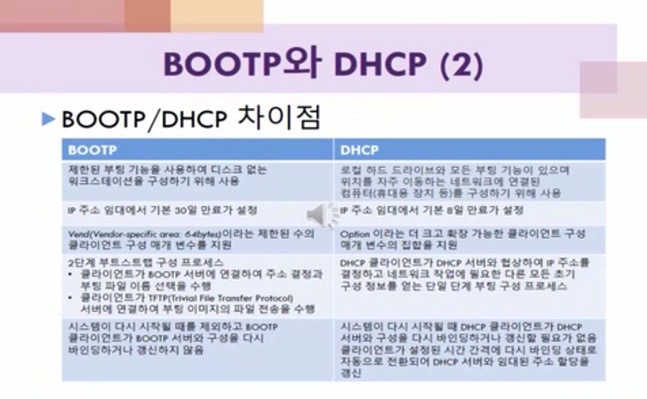 BOOTP와 DHCP (2)
BOOTP/DHCP 차이점
BOOTP
DHCP
제한된 부팅 기능을 사용하여 디스크 없는
워크스테이션을 구성하기 위해 사용
로컬 하드 드라이브와 모든 부팅 기능이 있으며
위치를 자주 이동하는 네트워크에 연결된
컴퓨터(휴대용 장치 등)를 구성하기 위해 사용
IP 주소 임대에서 기본 30일 만료가 설정
IP 주소 임대에서 기본 8일 만료가 설정
Vend(Vendor-specific area: 64bytes)이라는 제한된 수의
클라이언트 구성 매개 변수를 지원
Option 이라는 더 크고 확장 가능한 클라이언트 구성
매개 변수의 집합을 지원
2단계 부트스트랩 구성 프로세스
• 클라이언트가 BOOTP 서버에 연결하여 주소 결정과
부팅 파일 이름 선택을 수행
• 클라이언트가 TFTP(Trivial File Transfer Protocol)
서버에 연결하여 부팅 이미지의 파일 전송을 수행
DHCP 클라이언트가 DHCP 서버와 협상하여 IP 주소를
결정하고 네트워크 작업에 필요한 다른 모든 초기
구성 정보를 얻는 단일 단계 부팅 구성 프로세스
시스템이 다시 시작될 때를 제외하고 BOOTP
클라이언트가 BOOTP 서버와 구성을 다시
바인딩하거나 갱신하지 않음
시스템이 다시 시작될 때 DHCP 클라이언트가 DHCP
서버와 구성을 다시 바인딩하거나 갱신할 필요가 없음
클라이언트가 설정된 시간 간격에 다시 바인딩 상태로
자동으로 전환되어 DHCP 서버와 임대된 주소 할당을
갱신